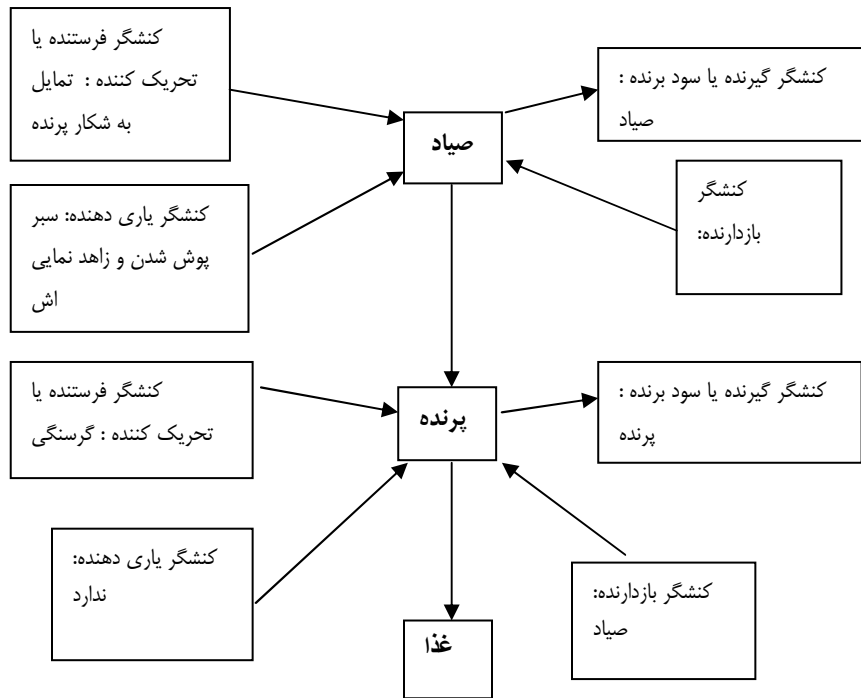 کنشگر فرستنده یا
تحریک کننده : تمایل
به شکار پرنده
کنشگر گیرنده یا سود برنده :
صیاد
صیاد
کنشگر
بازدارنده:
کنشگر یاری دهنده: سبر
پوش شدن و زاهد نمایی
اش
کنشگر فرستنده یا
تحریک کننده : گرسنگی
کنشگر گیرنده یا سود برنده :
پرنده
پرنده
کنشگر یاری دهنده:
ندارد
کنشگر بازدارنده:
صیاد
غذا